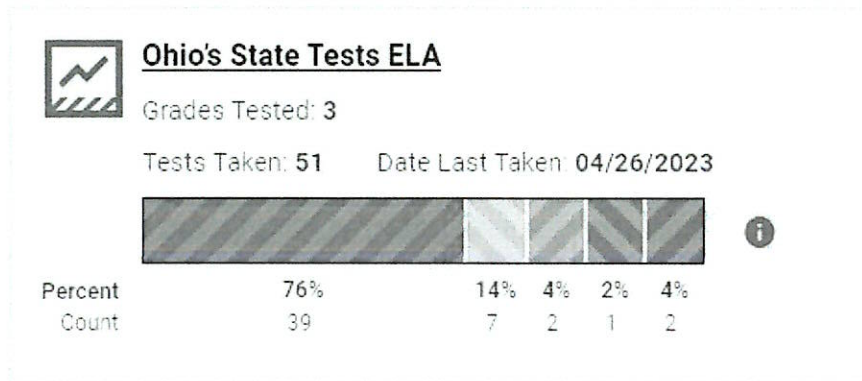 Ohio's State Tests ELA
Grades Tested: 3
Tests Taken: 51 Date Last Taken: 04/26/2023
Percent 76% 14% 4% 2% 4%
Count 39 7 2 1 2